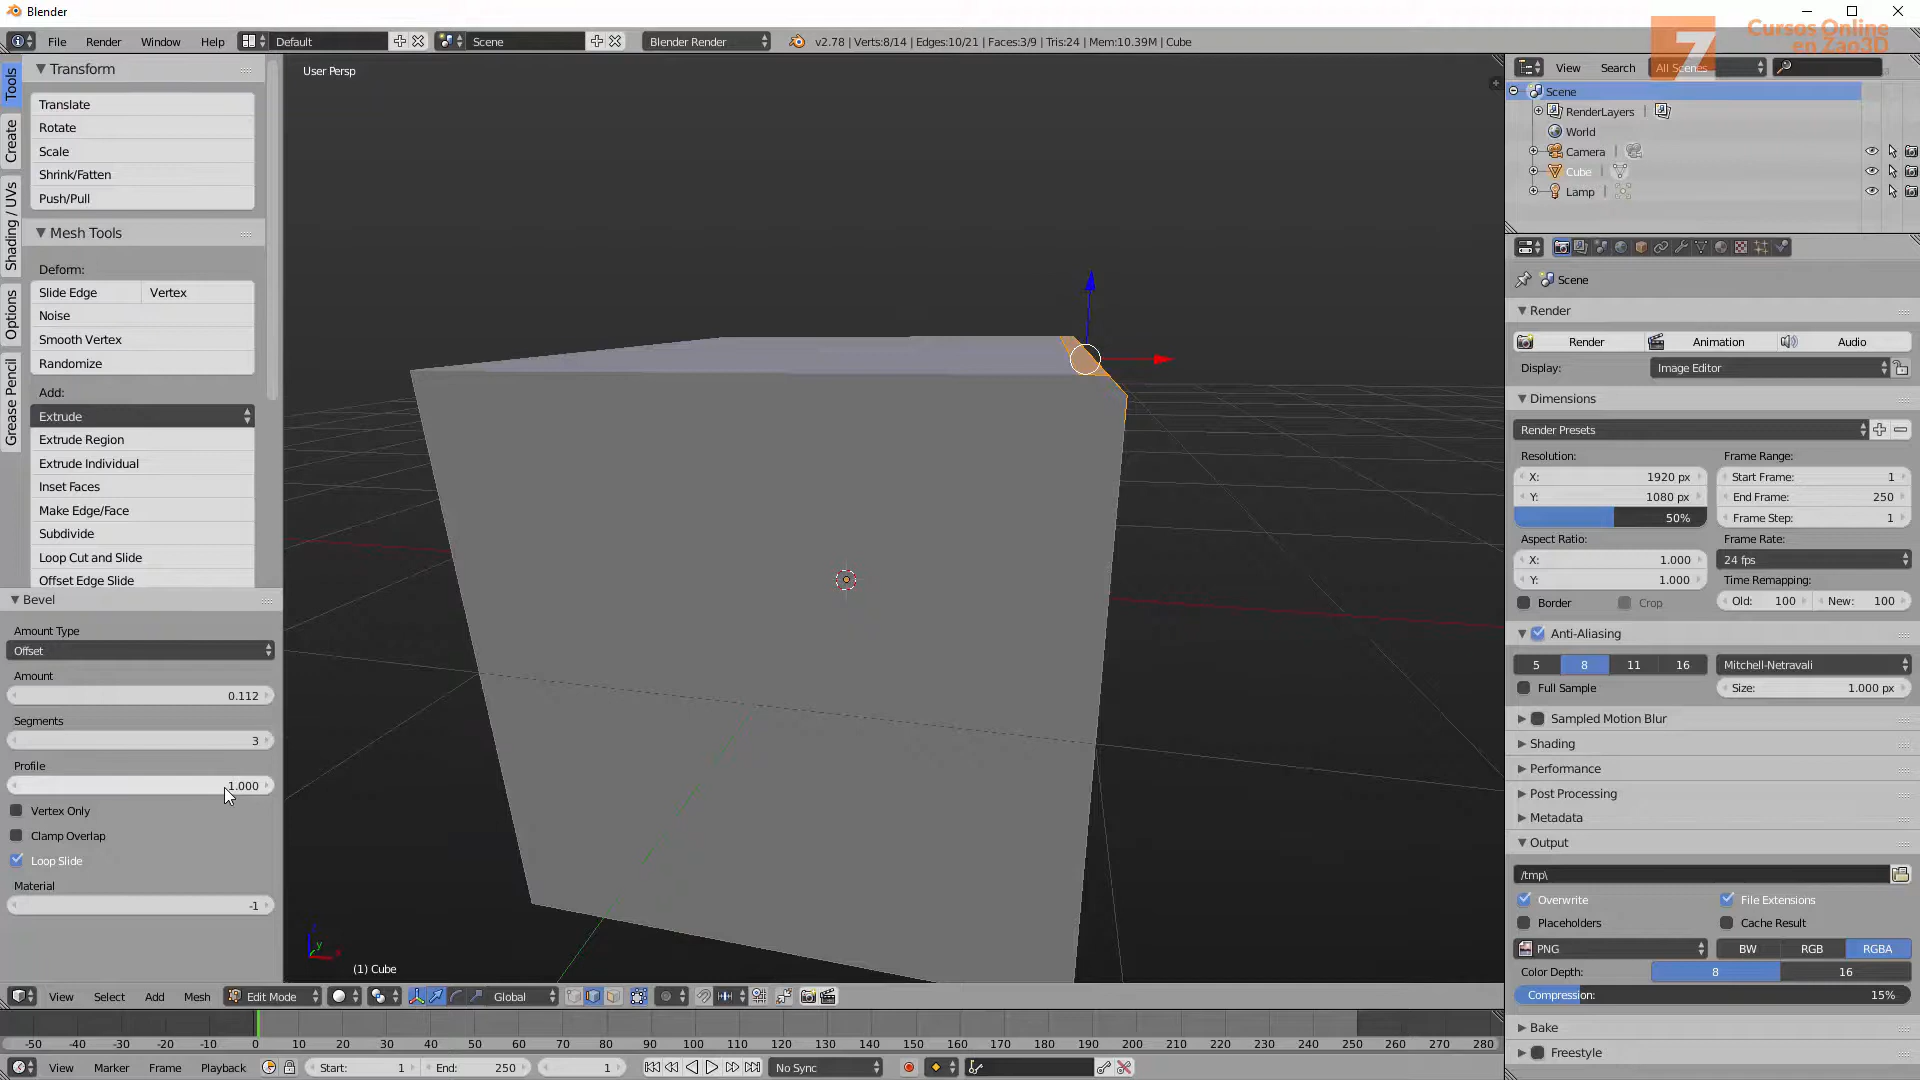 Blender
File Render Window Help Default Scene Blender Render v2.78 | Verts:8/14 | Edges:10/21 | Faces:3/9 | Tris:24 | Mem:10.39M | Cube
Cursos Online
en Zao3D
Tools
Create
Shading / UVs
Options
Grease Pencil
Transform
Translate
Rotate
Scale
Shrink/Fatten
Push/Pull
Mesh Tools
Deform:
Slide Edge Vertex
Noise
Smooth Vertex
Randomize
Add:
Extrude
Extrude Region
Extrude Individual
Inset Faces
Make Edge/Face
Subdivide
Loop Cut and Slide
Offset Edge Slide
Bevel
Amount Type
Offset
Amount
0.112
Segments
3
Profile
1.000
Vertex Only
Clamp Overlap
Loop Slide
Material
-1
User Persp
(1) Cube
View Select Add Mesh Edit Mode Global
-50 -40 -30 -20 -10 0 10 20 30 40 50 60 70 80 90 100 110 120 130 140 150 160 170 180 190 200 210 220 230 240 250 260 270 280
View Marker Frame Playback Start: 1 End: 250 1 No Sync
View Search All Scenes
Scene
RenderLayers
World
Camera
Cube
Lamp
Scene
Render
Render Animation Audio
Display: Image Editor
Dimensions
Render Presets
Resolution: Frame Range:
X: 1920 px Start Frame: 1
Y: 1080 px End Frame: 250
50% Frame Step: 1
Aspect Ratio: Frame Rate:
X: 1.000 24 fps
Y: 1.000 Time Remapping:
Border Crop Old: 100 New: 100
Anti-Aliasing
5 8 11 16 Mitchell-Netravali
Full Sample Size: 1.000 px
Sampled Motion Blur
Shading
Performance
Post Processing
Metadata
Output
/tmp\
Overwrite File Extensions
Placeholders Cache Result
PNG BW RGB RGBA
Color Depth: 8 16
Compression: 15%
Bake
Freestyle